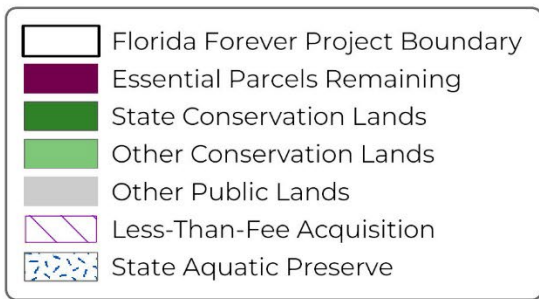 Florida Forever Project Boundary
Essential Parcels Remaining
State Conservation Lands
Other Conservation Lands
Other Public Lands
Less-Than-Fee Acquisition
State Aquatic Preserve